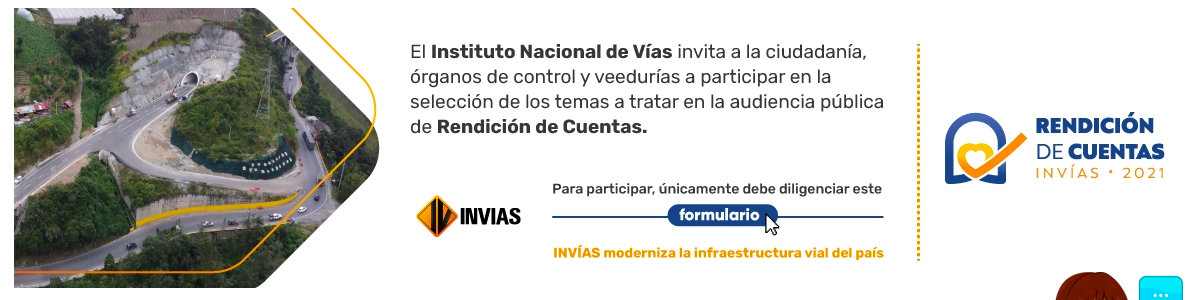 El Instituto Nacional de Vías invita a la ciudadanía,
órganos de control y veedurías a participar en la
selección de los temas a tratar en la audiencia pública
de Rendición de Cuentas.
Para participar, únicamente debe diligenciar este
INVIAS
formulario
INVÍAS moderniza la infraestructura vial del país
RENDICIÓN
DE CUENTAS
INVÍAS • 2021